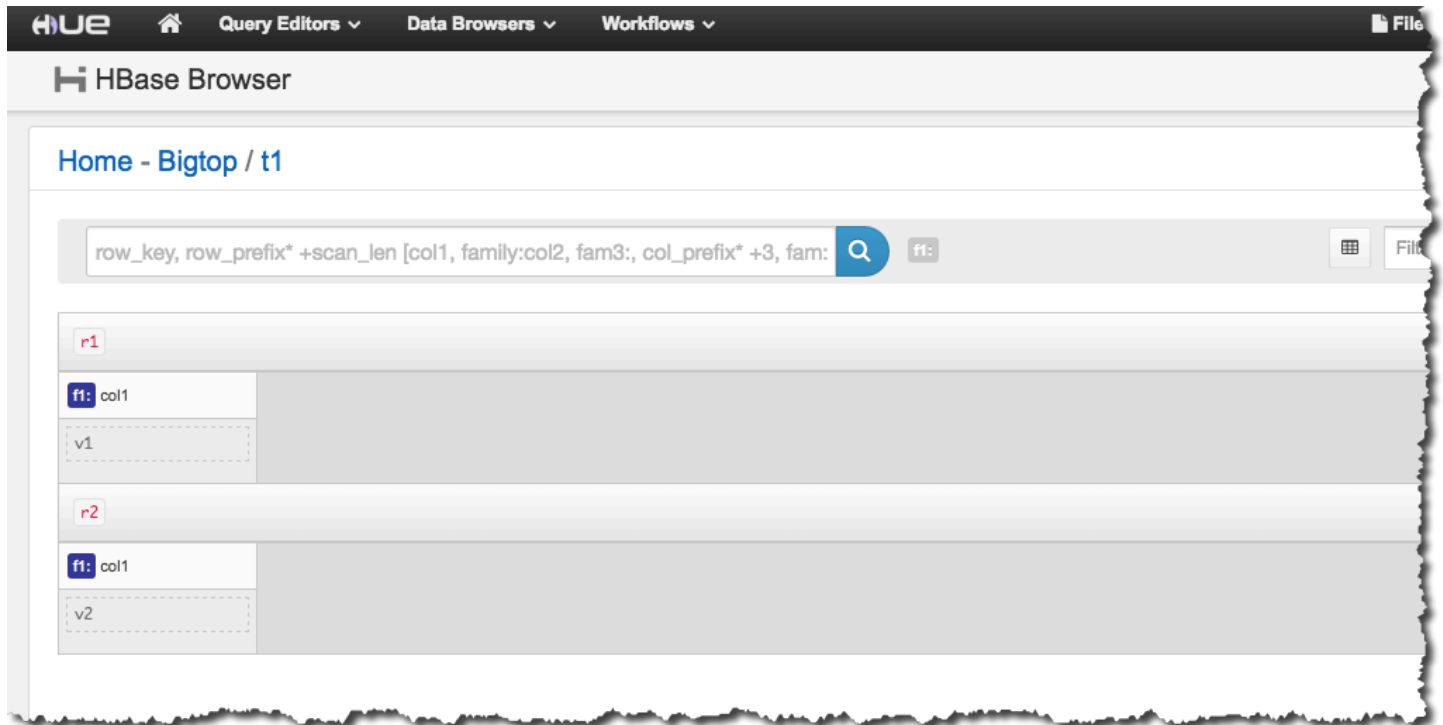 HUE Query Editors Data Browsers Workflows File
HBase Browser
Home - Bigtop / t1
row_key, row_prefix* +scan_len [col1, family:col2, fam3:, col_prefix* +3, fam: f1: Filt
r1
f1: col1
v1
r2
f1: col1
v2